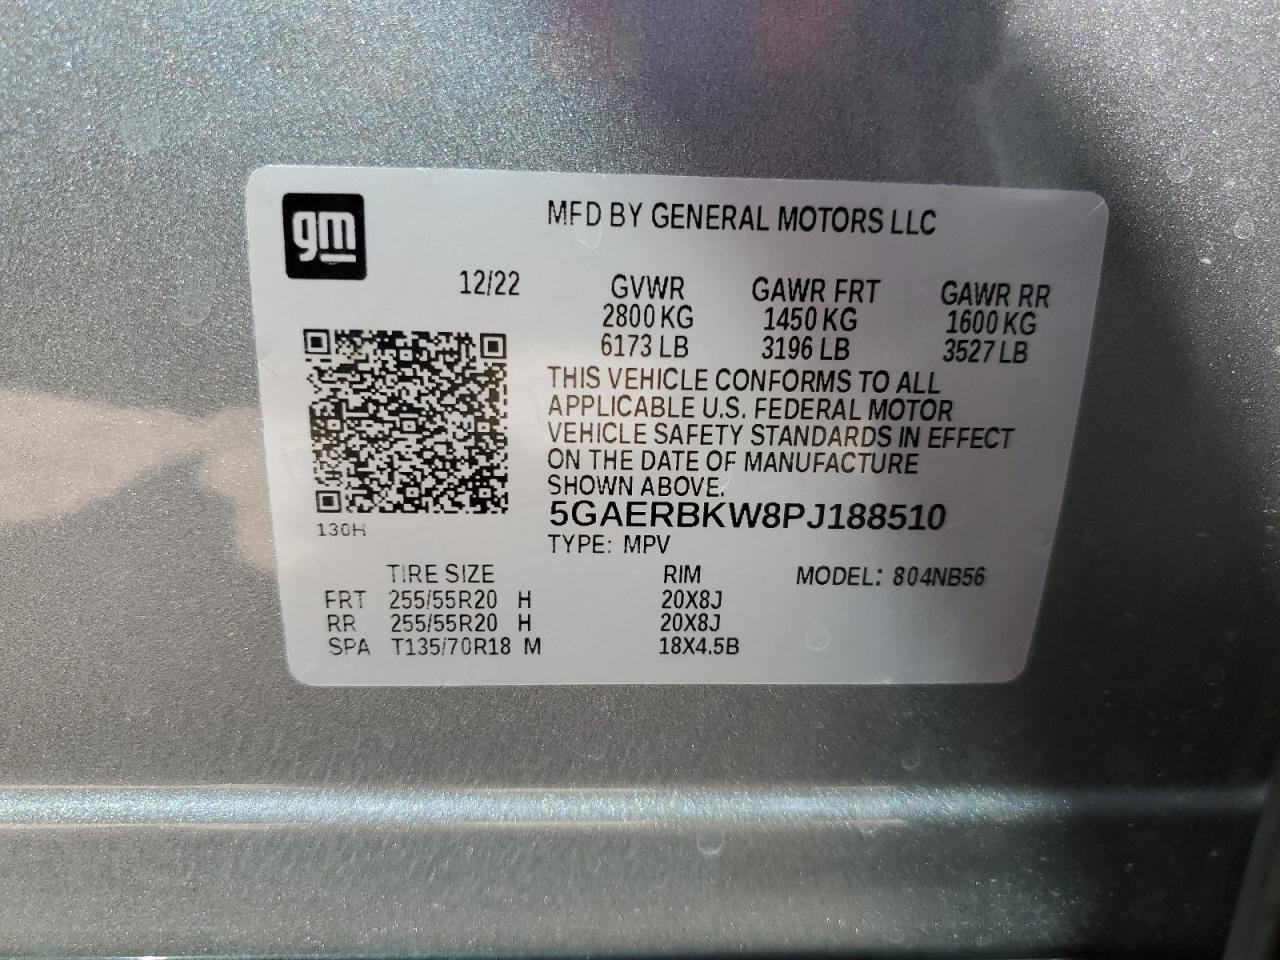 gm
MFD BY GENERAL MOTORS LLC
12/22 GVWR GAWR FRT GAWR RR
2800 KG 1450 KG 1600 KG
6173 LB 3196 LB 3527 LB
THIS VEHICLE CONFORMS TO ALL
APPLICABLE U.S. FEDERAL MOTOR
VEHICLE SAFETY STANDARDS IN EFFECT
ON THE DATE OF MANUFACTURE
SHOWN ABOVE.
5GAERBKW8PJ188510
130H
TYPE: MPV
TIRE SIZE RIM MODEL: 804NB56
FRT 255/55R20 H 20X8J
RR 255/55R20 H 20X8J
SPA T135/70R18 M 18X4.5B